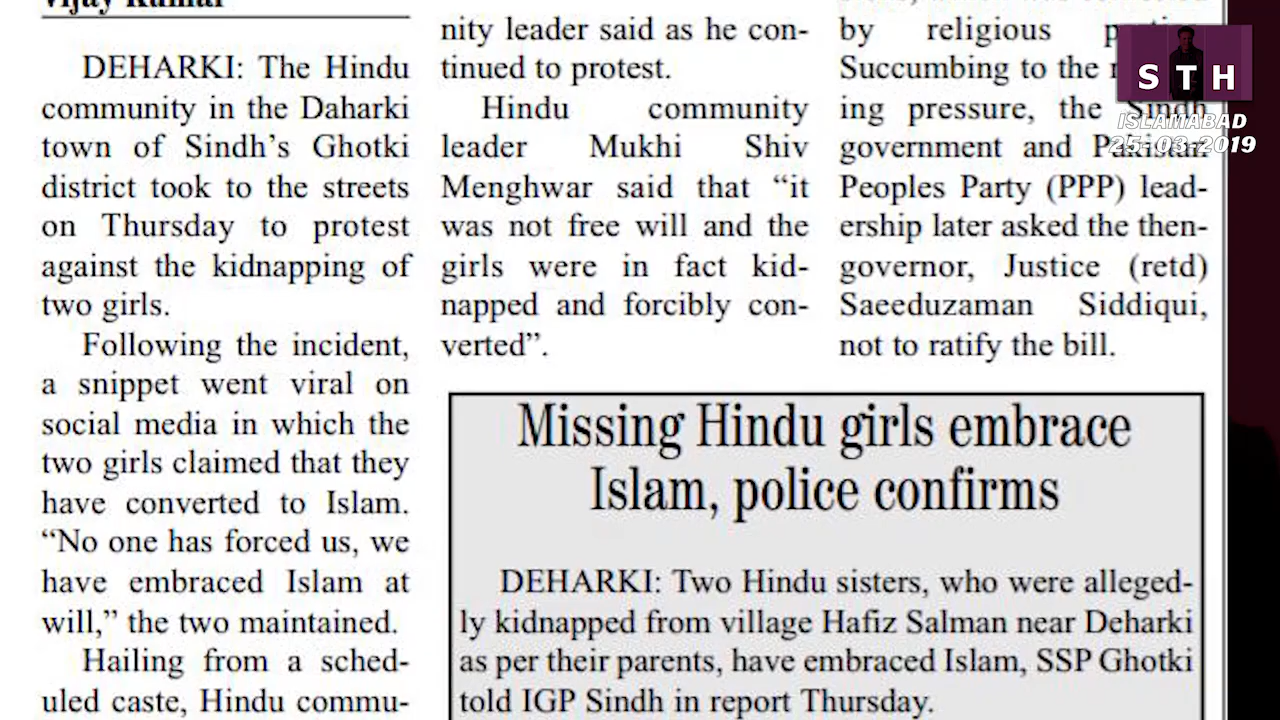 Vijay Kumar
DEHARKI: The Hindu
community in the Daharki
town of Sindh's Ghotki
district took to the streets
on Thursday to protest
against the kidnapping of
two girls.
Following the incident,
a snippet went viral on
social media in which the
two girls claimed that they
have converted to Islam.
“No one has forced us, we
have embraced Islam at
will,” the two maintained.
Hailing from a sched-
uled caste, Hindu commu-
nity leader said as he con-
tinued to protest.
Hindu community
leader Mukhi Shiv
Menghwar said that “it
was not free will and the
girls were in fact kid-
napped and forcibly con-
verted”.
by religious
Succumbing to the
ing pressure, the Sindh
government and Pakistan
Peoples Party (PPP) lead-
ership later asked the then-
governor, Justice (retd)
Saeeduzaman Siddiqui,
not to ratify the bill.
Missing Hindu girls embrace
Islam, police confirms
DEHARKI: Two Hindu sisters, who were alleged-
ly kidnapped from village Hafiz Salman near Deharki
as per their parents, have embraced Islam, SSP Ghotki
told IGP Sindh in report Thursday.
S T H
ISLAMABAD
25-03-2019